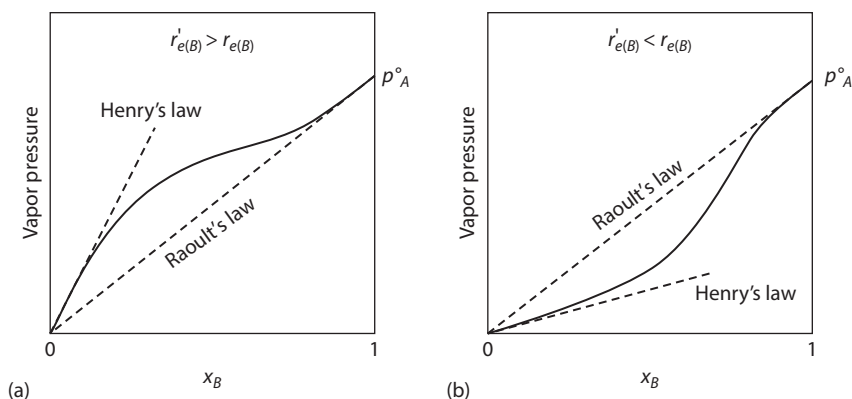 r'e(B) > re(B)
p°A
Henry's law
Raoult's law
Vapor pressure
0
1
xB
(a)
r'e(B) < re(B)
p°A
Raoult's law
Henry's law
Vapor pressure
0
1
xB
(b)